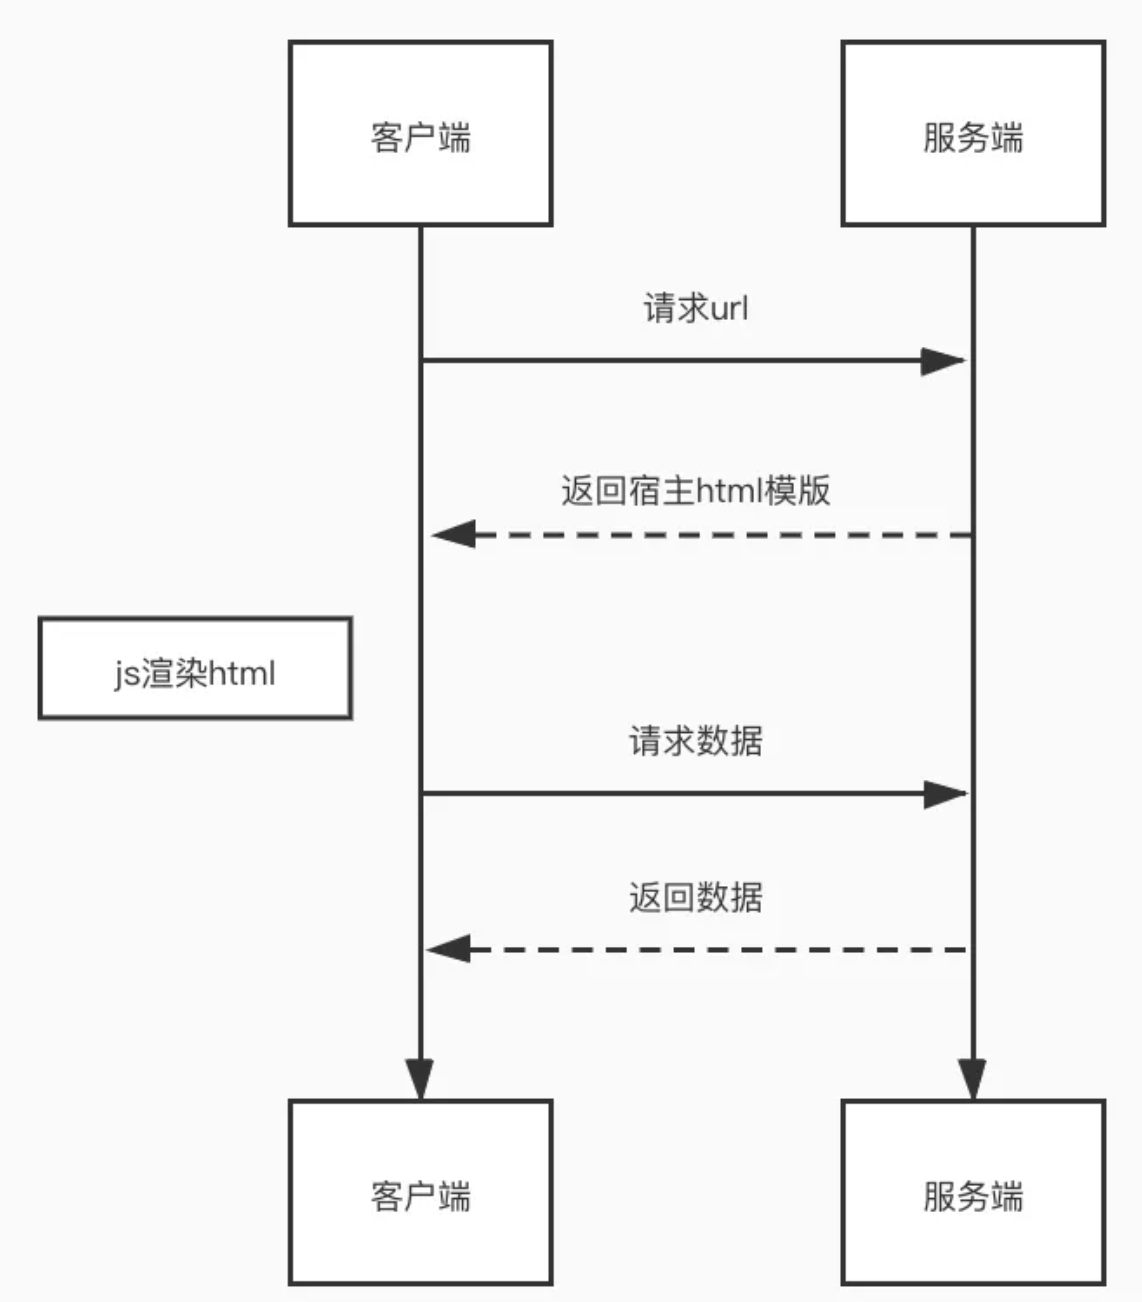 客户端
服务端
请求url
返回宿主html模版
js渲染html
请求数据
返回数据
客户端
服务端